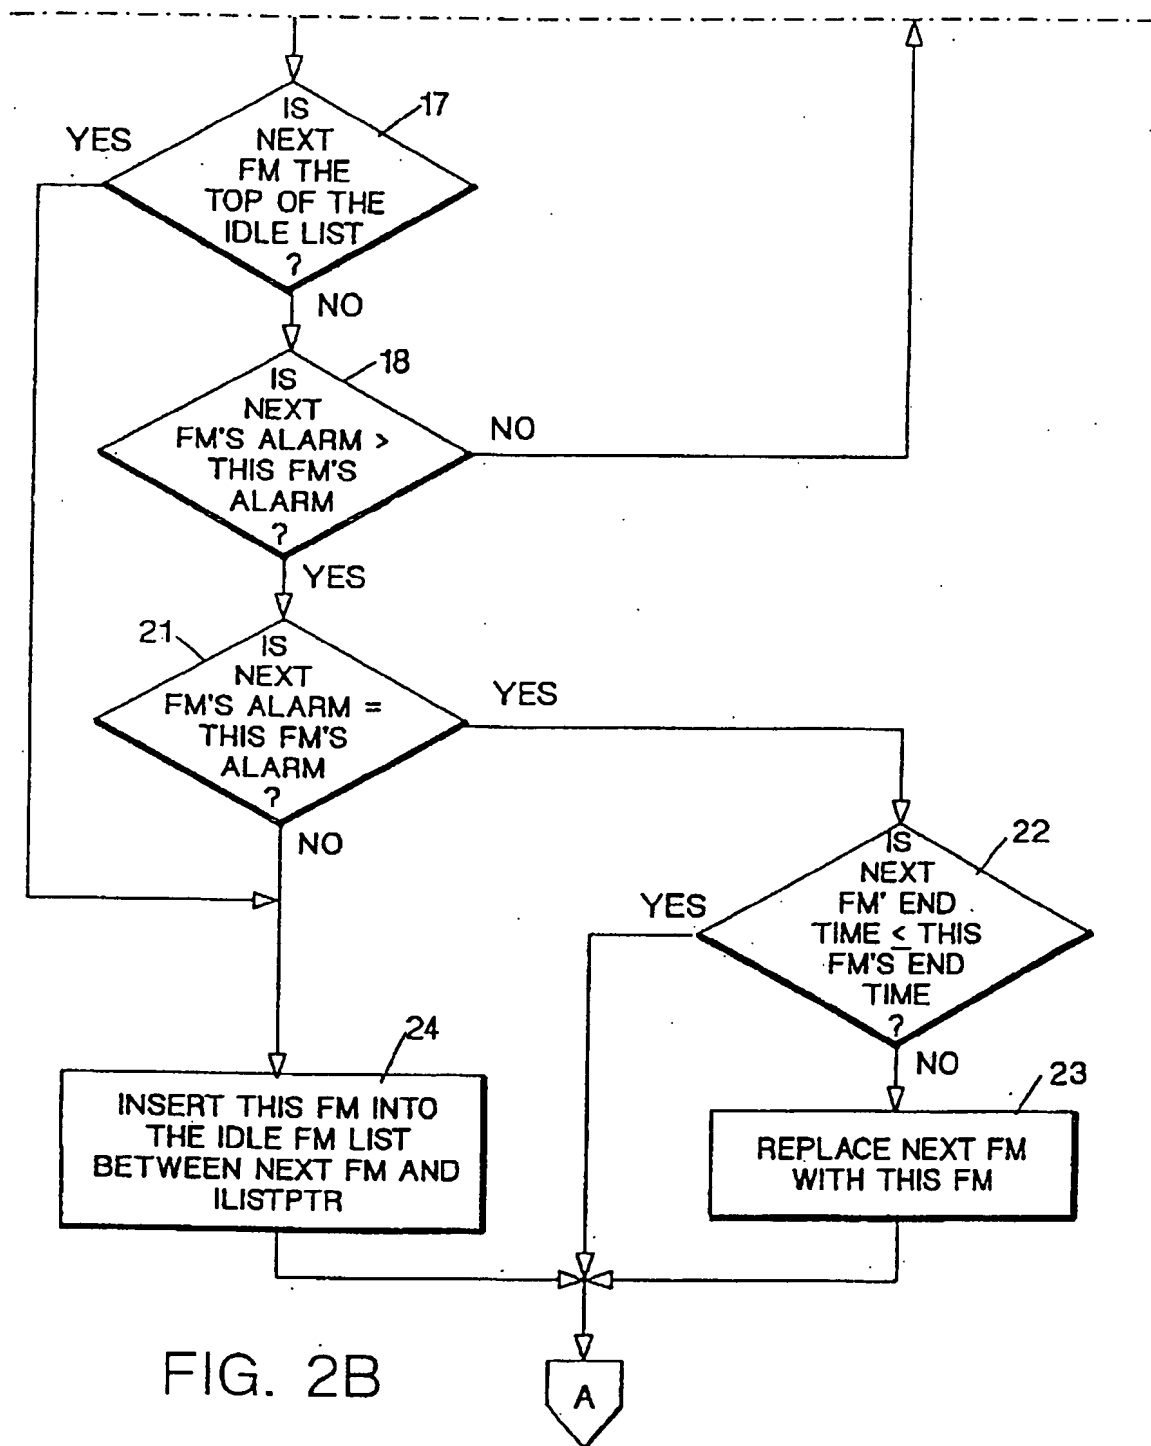 17
IS
NEXT
FM THE
TOP OF THE
IDLE LIST
?
YES
NO
18
IS
NEXT
FM'S ALARM >
THIS FM'S
ALARM
?
NO
YES
21
IS
NEXT
FM'S ALARM =
THIS FM'S
ALARM
?
YES
NO
22
IS
NEXT
FM' END
TIME ≤ THIS
FM'S END
TIME
?
YES
NO
24
INSERT THIS FM INTO
THE IDLE FM LIST
BETWEEN NEXT FM AND
ILISTPTR
23
REPLACE NEXT FM
WITH THIS FM
A
FIG. 2B